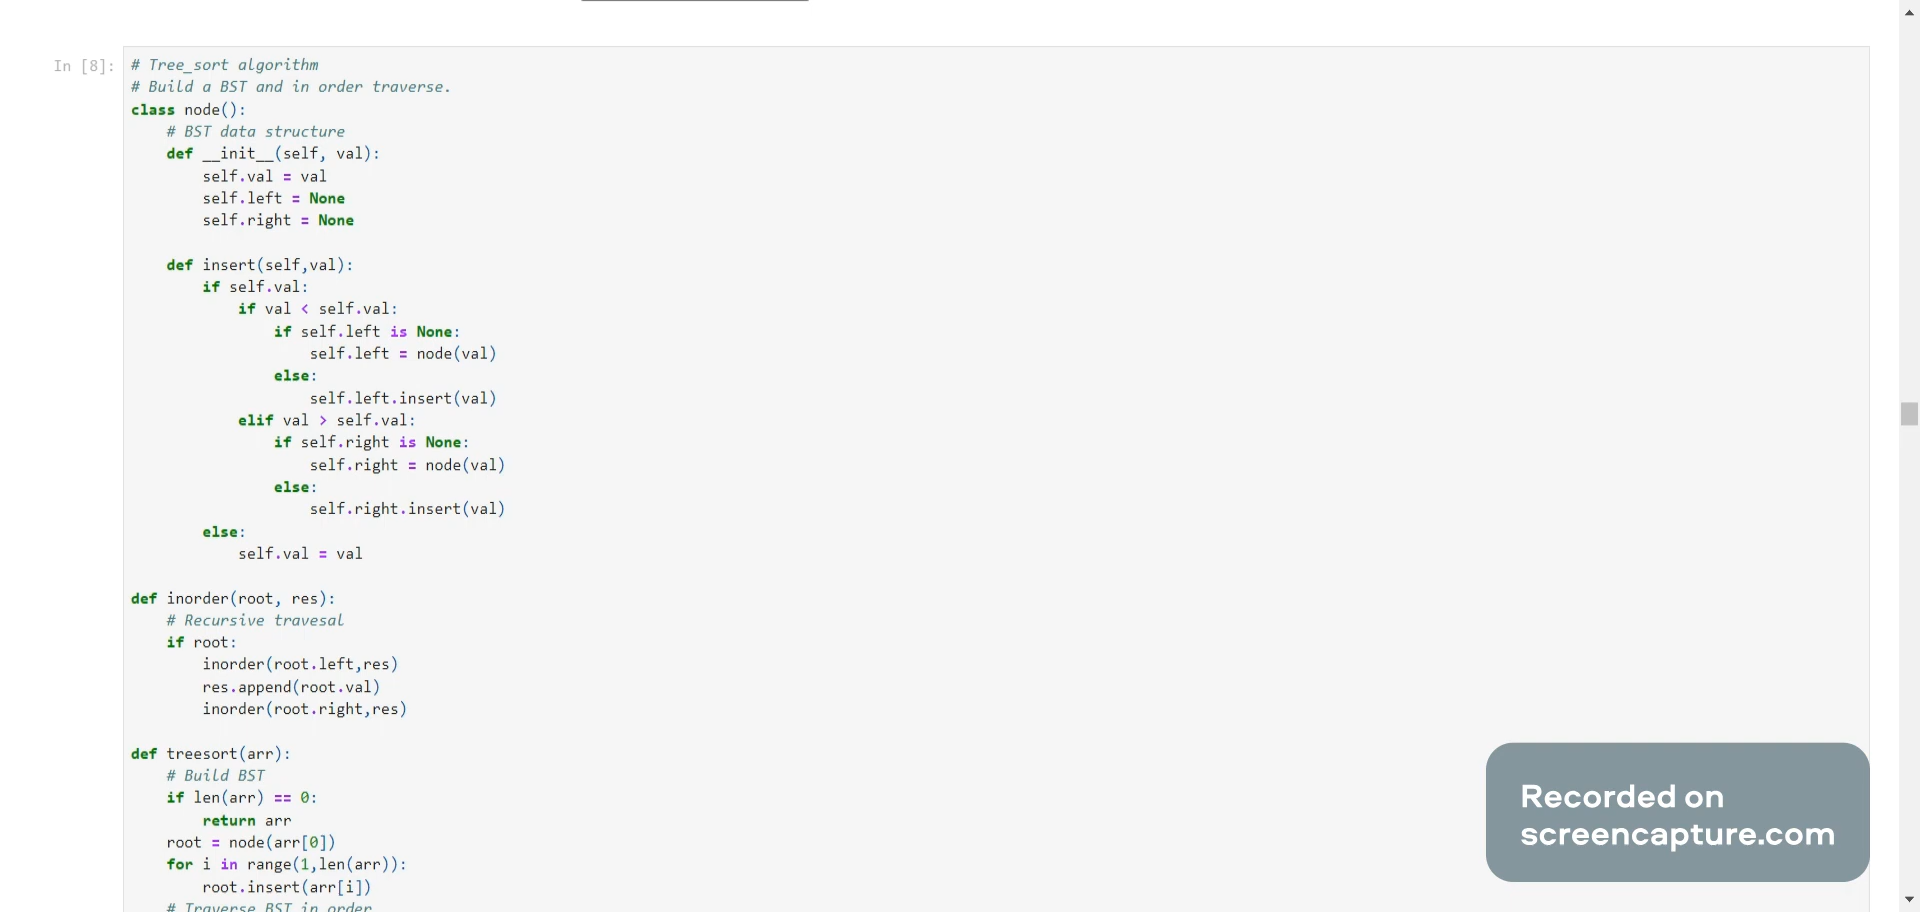 In [8]:
# Tree_sort algorithm
# Build a BST and in order traverse.
class node():
    # BST data structure
    def __init__(self, val):
        self.val = val
        self.left = None
        self.right = None

    def insert(self,val):
        if self.val:
            if val < self.val:
                if self.left is None:
                    self.left = node(val)
                else:
                    self.left.insert(val)
            elif val > self.val:
                if self.right is None:
                    self.right = node(val)
                else:
                    self.right.insert(val)
        else:
            self.val = val

def inorder(root, res):
    # Recursive travesal
    if root:
        inorder(root.left,res)
        res.append(root.val)
        inorder(root.right,res)

def treesort(arr):
    # Build BST
    if len(arr) == 0:
        return arr
    root = node(arr[0])
    for i in range(1,len(arr)):
        root.insert(arr[i])
    # Traverse BST in order
Recorded on
screencapture.com